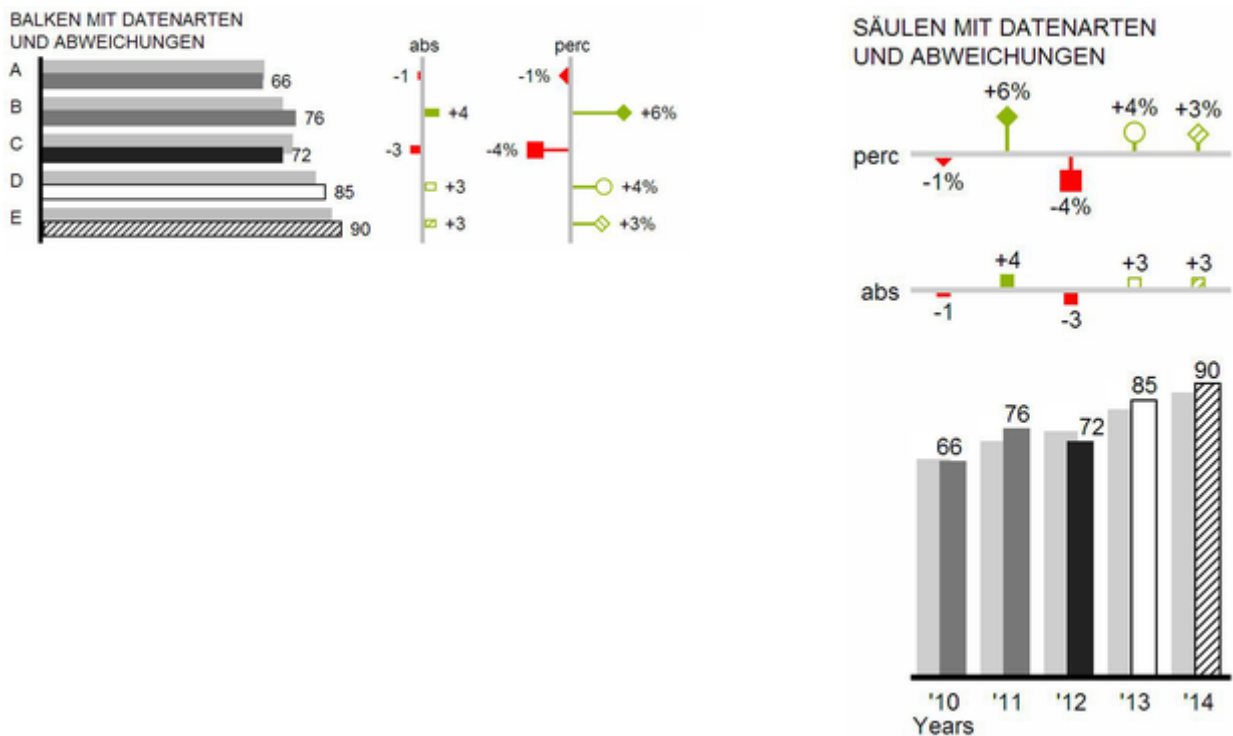 BALKEN MIT DATENARTEN
UND ABWEICHUNGEN
abs
perc
A
66
-1
-1%
B
76
+4
+6%
C
72
-3
-4%
D
85
+3
+4%
E
90
+3
+3%
SÄULEN MIT DATENARTEN
UND ABWEICHUNGEN
+6%
+4%
+3%
perc
-1%
-4%
+4
+3
+3
abs
-1
-3
66
76
72
85
90
'10
'11
'12
'13
'14
Years